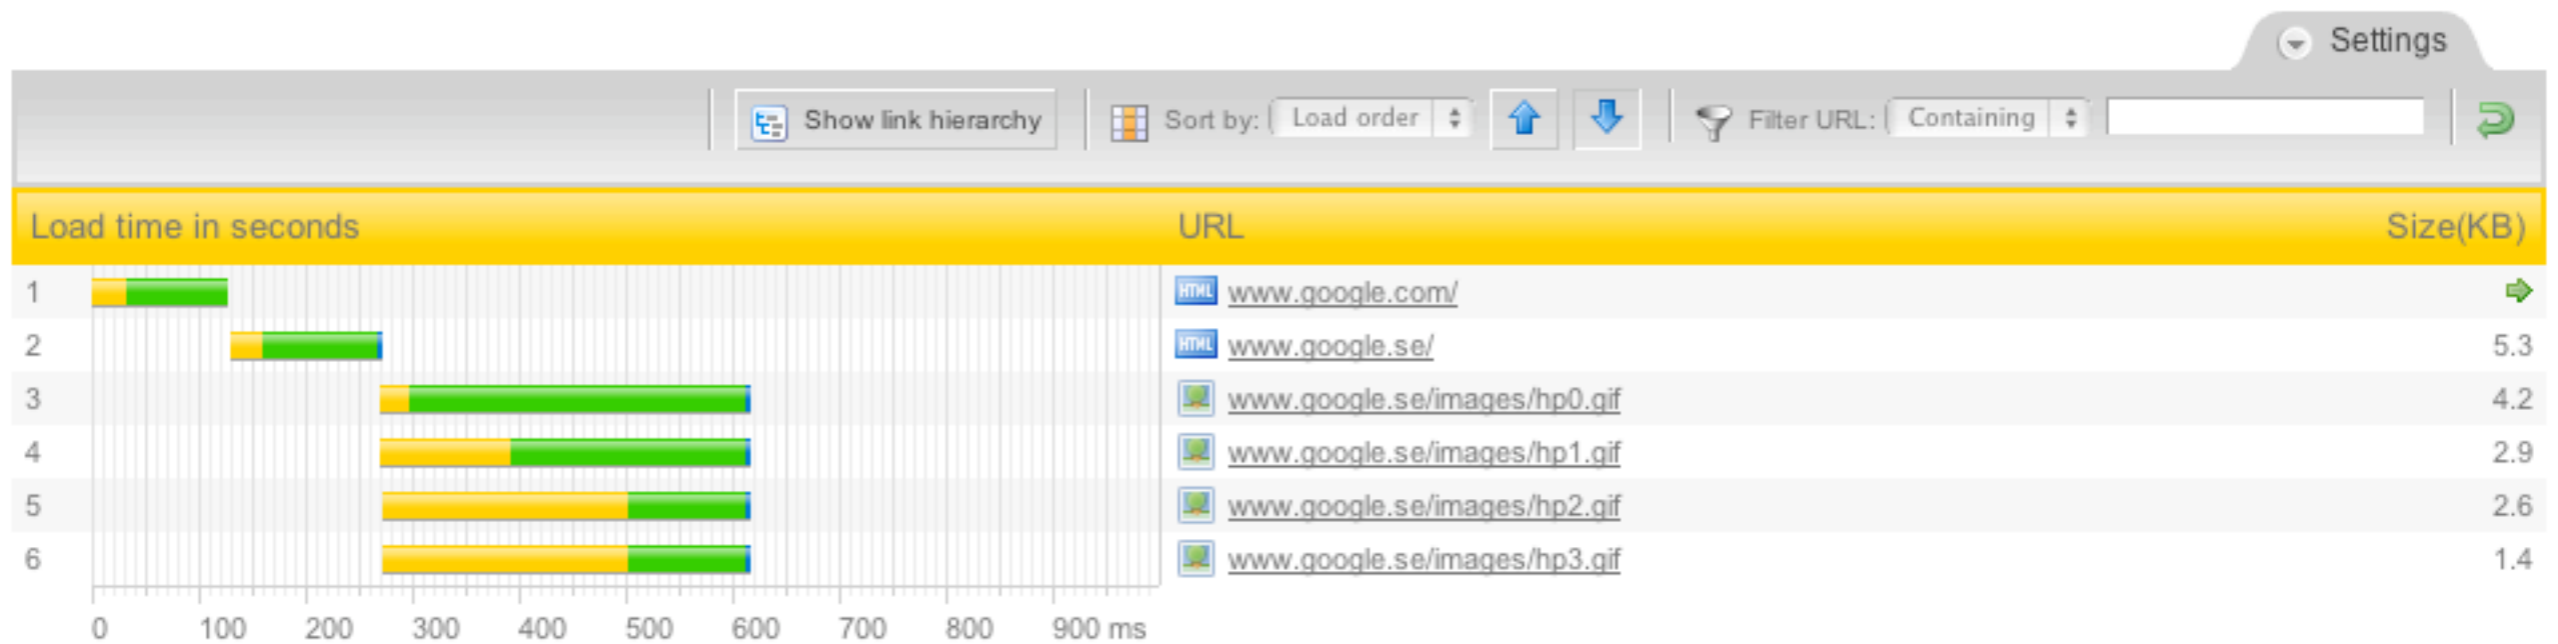 Settings
Show link hierarchy Sort by: Load order Filter URL: Containing
Load time in seconds URL Size(KB)
1 HTML www.google.com/
2 HTML www.google.se/ 5.3
3 www.google.se/images/hp0.gif 4.2
4 www.google.se/images/hp1.gif 2.9
5 www.google.se/images/hp2.gif 2.6
6 www.google.se/images/hp3.gif 1.4
0 100 200 300 400 500 600 700 800 900 ms